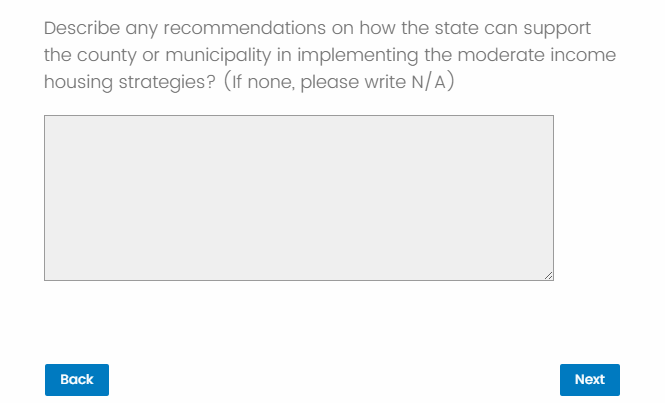 Describe any recommendations on how the state can support
the county or municipality in implementing the moderate income
housing strategies? (If none, please write N/A)
Back
Next